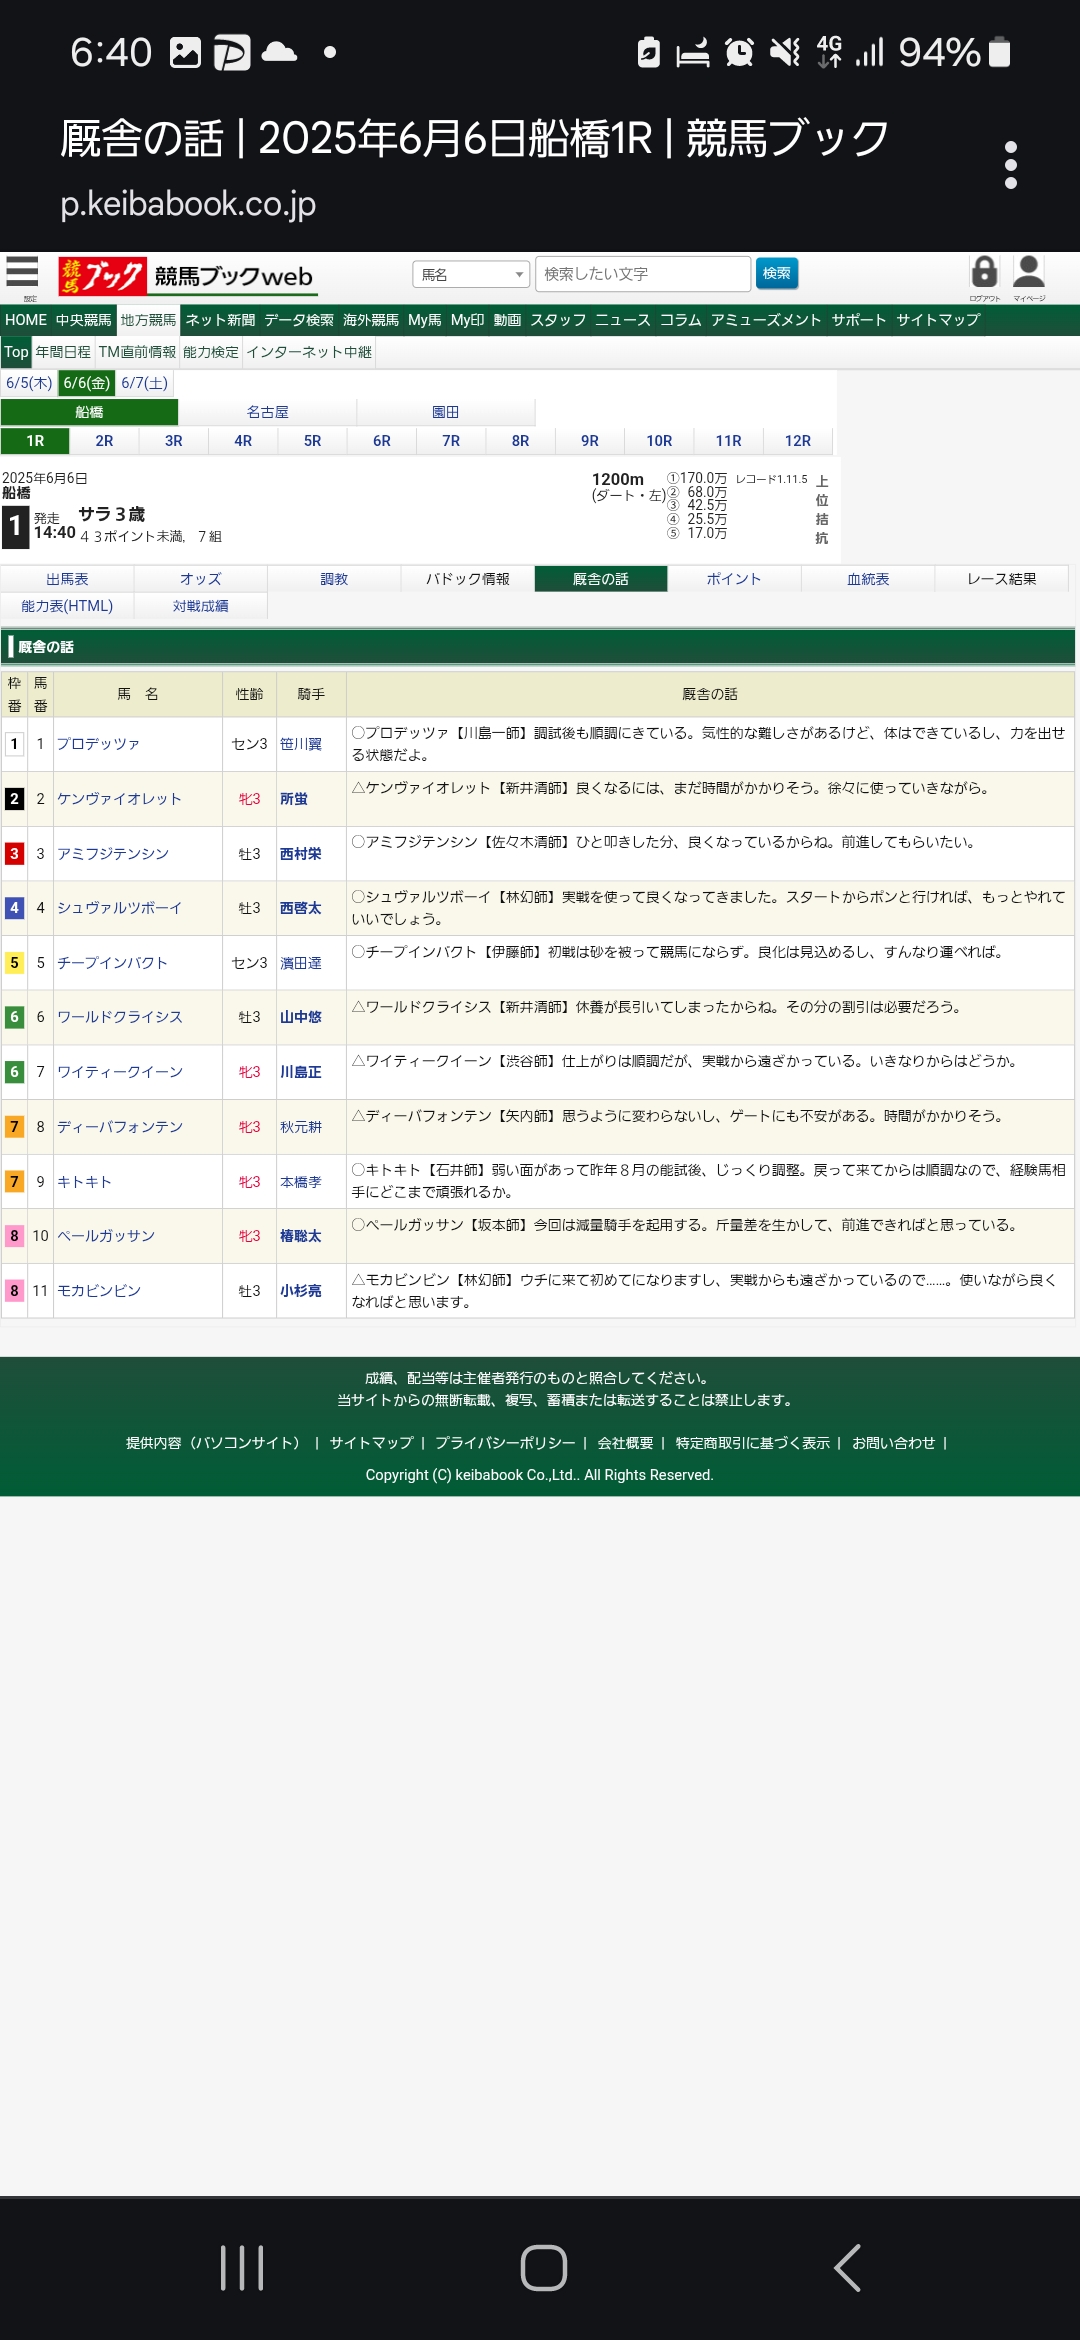 6:40 4G 94%
厩舎の話 | 2025年6月6日船橋1R | 競馬ブック
p.keibabook.co.jp
設定 競馬ブック 競馬ブックweb 馬名 検索したい文字 検索 ログアウト マイページ
HOME 中央競馬 地方競馬 ネット新聞 データ検索 海外競馬 My馬 My印 動画 スタッフ ニュース コラム アミューズメント サポート サイトマップ
Top 年間日程 TM直前情報 能力検定 インターネット中継
6/5(木) 6/6(金) 6/7(土)
船橋 名古屋 園田
1R 2R 3R 4R 5R 6R 7R 8R 9R 10R 11R 12R
2025年6月6日
船橋
1 発走 14:40
サラ３歳
４３ポイント未満, ７組
1200m
(ダート・左)
①170.0万
② 68.0万
③ 42.5万
④ 25.5万
⑤ 17.0万
レコード1.11.5
上位拮抗
出馬表 オッズ 調教 パドック情報 厩舎の話 ポイント 血統表 レース結果
能力表(HTML) 対戦成績
厩舎の話
枠番 馬番 馬 名 性齢 騎手 厩舎の話
1 1 プロデッツァ セン3 笹川翼 ○プロデッツァ【川島一師】調試後も順調にきている。気性的な難しさがあるけど、体はできているし、力を出せ
る状態だよ。
2 2 ケンヴァイオレット 牝3 所蛍 △ケンヴァイオレット【新井清師】良くなるには、まだ時間がかかりそう。徐々に使っていきながら。
3 3 アミフジテンシン 牡3 西村栄 ○アミフジテンシン【佐々木清師】ひと叩きした分、良くなっているからね。前進してもらいたい。
4 4 シュヴァルツボーイ 牡3 西啓太 ○シュヴァルツボーイ【林幻師】実戦を使って良くなってきました。スタートからポンと行ければ、もっとやれて
いいでしょう。
5 5 チープインパクト セン3 濱田達 ○チープインパクト【伊藤師】初戦は砂を被って競馬にならず。良化は見込めるし、すんなり運べれば。
6 6 ワールドクライシス 牡3 山中悠 △ワールドクライシス【新井清師】休養が長引いてしまったからね。その分の割引は必要だろう。
6 7 ワイティークイーン 牝3 川島正 △ワイティークイーン【渋谷師】仕上がりは順調だが、実戦から遠ざかっている。いきなりからはどうか。
7 8 ディーバフォンテン 牝3 秋元耕 △ディーバフォンテン【矢内師】思うように変わらないし、ゲートにも不安がある。時間がかかりそう。
7 9 キトキト 牝3 本橋孝 ○キトキト【石井師】弱い面があって昨年８月の能試後、じっくり調整。戻って来てからは順調なので、経験馬相
手にどこまで頑張れるか。
8 10 ベールガッサン 牝3 椿聡太 ○ベールガッサン【坂本師】今回は減量騎手を起用する。斤量差を生かして、前進できればと思っている。
8 11 モカビンビン 牡3 小杉亮 △モカビンビン【林幻師】ウチに来て初めてになりますし、実戦からも遠ざかっているので……。使いながら良く
なればと思います。
成績、配当等は主催者発行のものと照合してください。
当サイトからの無断転載、複写、蓄積または転送することは禁止します。
提供内容（パソコンサイト） | サイトマップ | プライバシーポリシー | 会社概要 | 特定商取引に基づく表示 | お問い合わせ |
Copyright (C) keibabook Co.,Ltd.. All Rights Reserved.